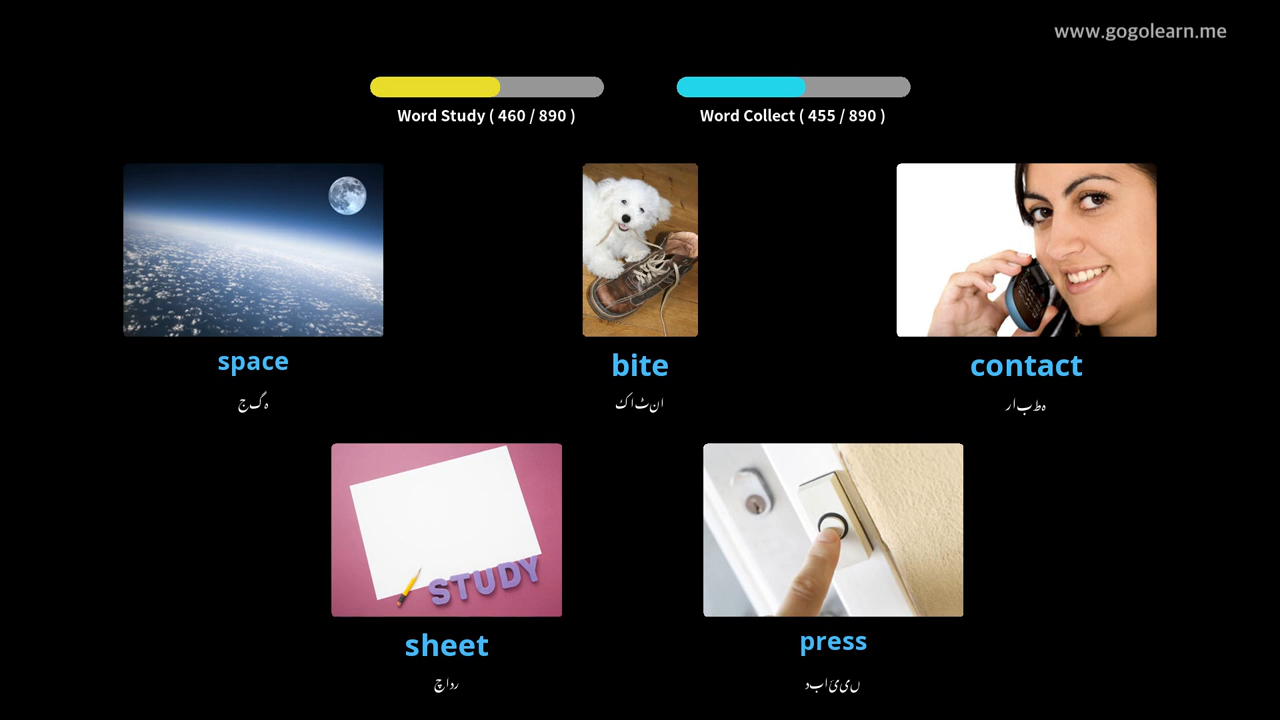 www.gogolearn.me
Word Study ( 460 / 890 )
Word Collect ( 455 / 890 )
space
جگہ
bite
کاٹنا
contact
رابطہ
STUDY
sheet
چادر
press
دبائیں